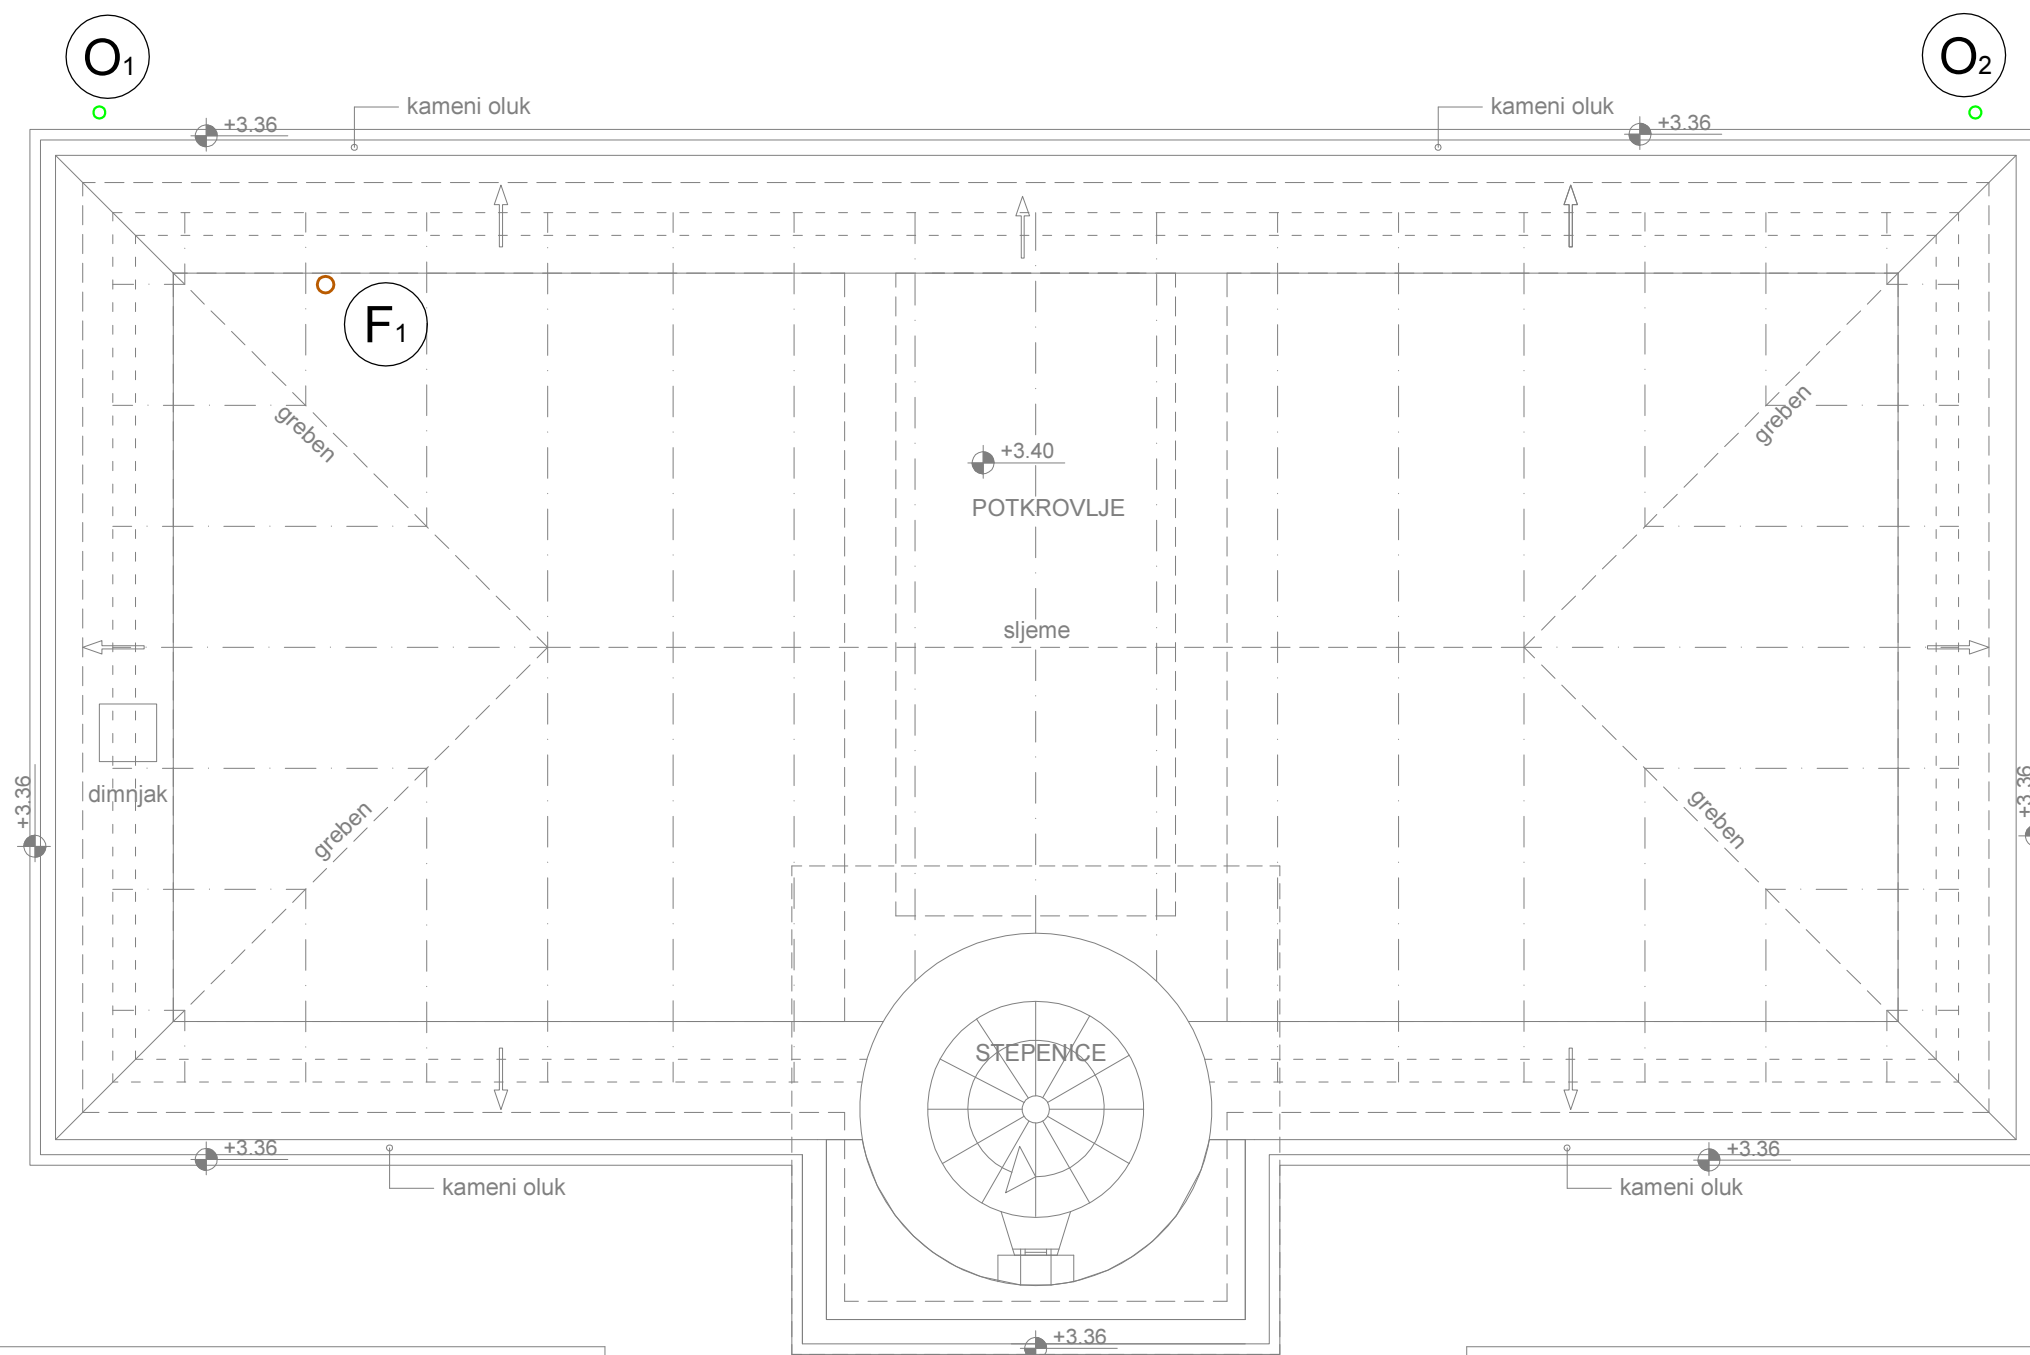 O1
O2
kameni oluk
kameni oluk
+3.36
+3.36
F1
greben
greben
+3.40
POTKROVLJE
sljeme
dimnjak
+3.36
+3.36
greben
greben
STEPENICE
+3.36
+3.36
kameni oluk
kameni oluk
+3.36